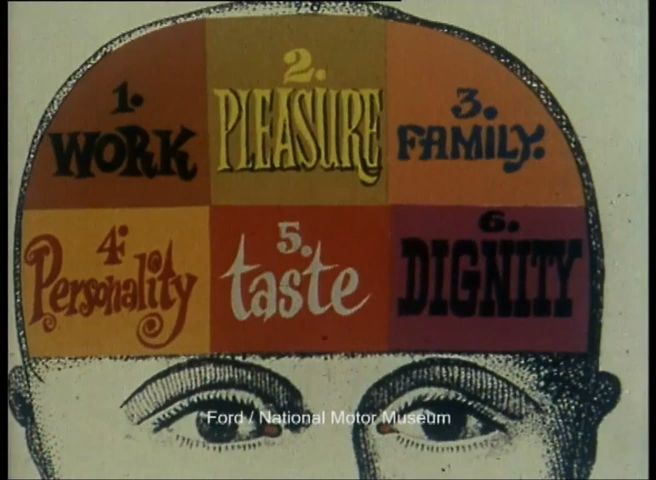 1. WORK
2. PLEASURE
3. FAMILY.
4. Personality
5. taste
6. DIGNITY
Ford / National Motor Museum